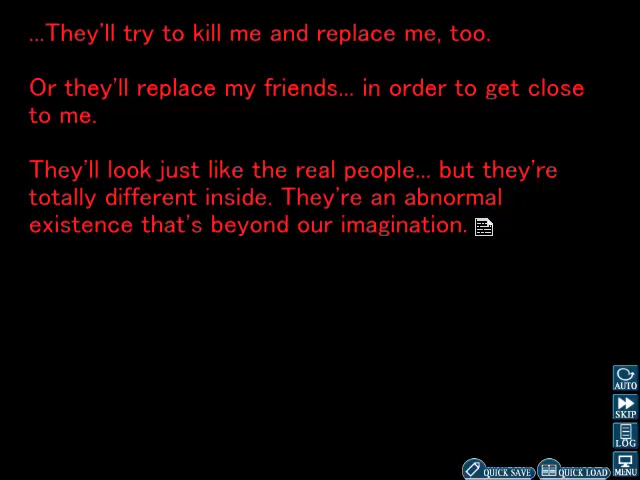 ...They'll try to kill me and replace me, too.
Or they'll replace my friends... in order to get close
to me.
They'll look just like the real people... but they're
totally different inside. They're an abnormal
existence that's beyond our imagination.
AUTO
SKIP
LOG
MENU
QUICK SAVE
QUICK LOAD